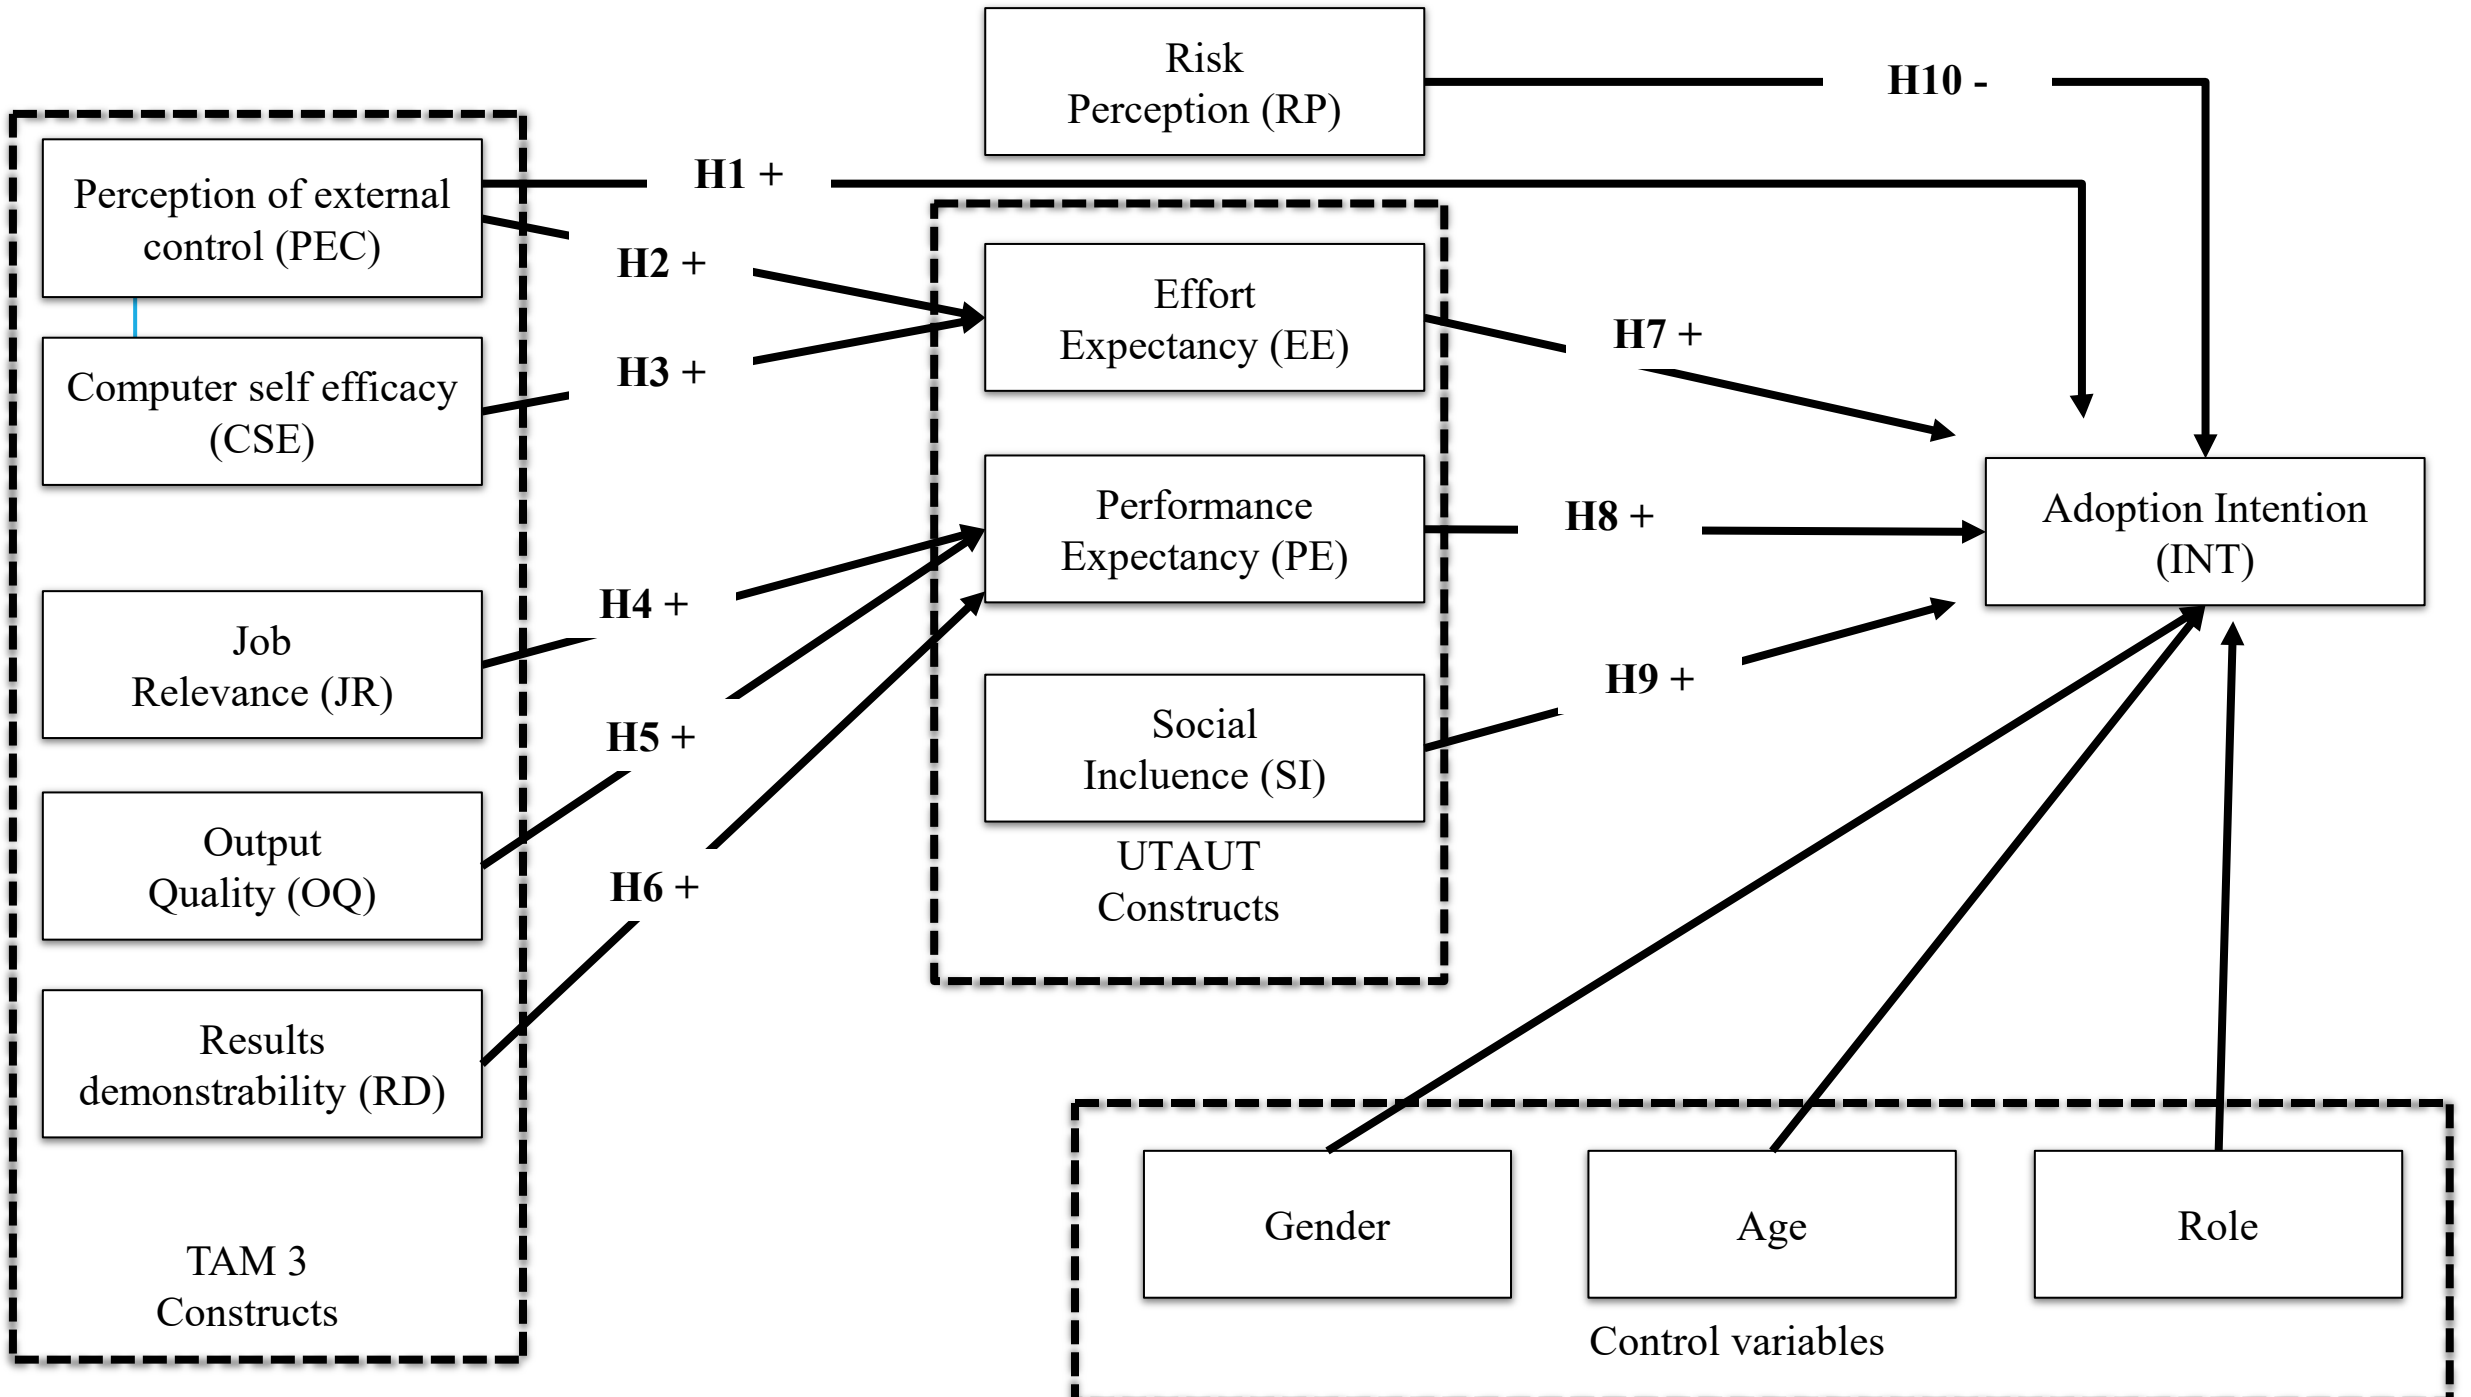 Risk
Perception (RP)
H10 -
Perception of external
control (PEC)
H1 +
H2 +
Effort
Expectancy (EE)
H7 +
H3 +
Computer self efficacy
(CSE)
Performance
Expectancy (PE)
H8 +
Adoption Intention
(INT)
H4 +
Job
Relevance (JR)
H9 +
H5 +
Social
Incluence (SI)
UTAUT
Constructs
Output
Quality (OQ)
H6 +
Results
demonstrability (RD)
TAM 3
Constructs
Gender
Age
Role
Control variables